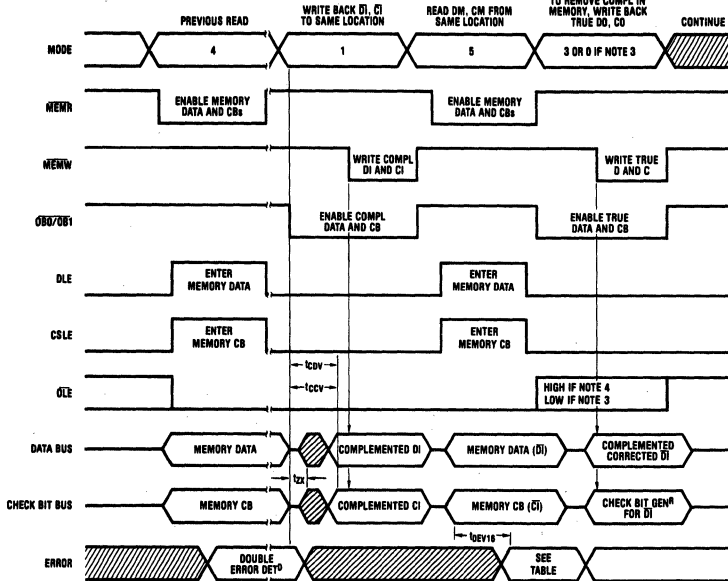 TO REMOVE COMPL IN
PREVIOUS READ
WRITE BACK D̅I̅, C̅I̅
TO SAME LOCATION
READ DM, CM FROM
SAME LOCATION
MEMORY, WRITE BACK
TRUE DO, CO
CONTINUE
MODE
4
1
5
3 OR 0 IF NOTE 3
M̅E̅M̅R̅
ENABLE MEMORY
DATA AND CBs
ENABLE MEMORY
DATA AND CBs
M̅E̅M̅W̅
WRITE COMPL
DI AND CI
WRITE TRUE
D AND C
O̅B̅0̅/O̅B̅1̅
ENABLE COMPL
DATA AND CB
ENABLE TRUE
DATA AND CB
DLE
ENTER
MEMORY DATA
ENTER
MEMORY DATA
CSLE
ENTER
MEMORY CB
ENTER
MEMORY CB
tCDV
tCCV
O̅L̅E̅
HIGH IF NOTE 4
LOW IF NOTE 3
DATA BUS
MEMORY DATA
COMPLEMENTED DI
MEMORY DATA (D̅I̅)
COMPLEMENTED
CORRECTED D̅I̅
tZX
CHECK BIT BUS
MEMORY CB
COMPLEMENTED CI
MEMORY CB (C̅I̅)
CHECK BIT GENᴿ
FOR D̅I̅
tDEV16
ERROR
DOUBLE
ERROR DETᴰ
SEE
TABLE